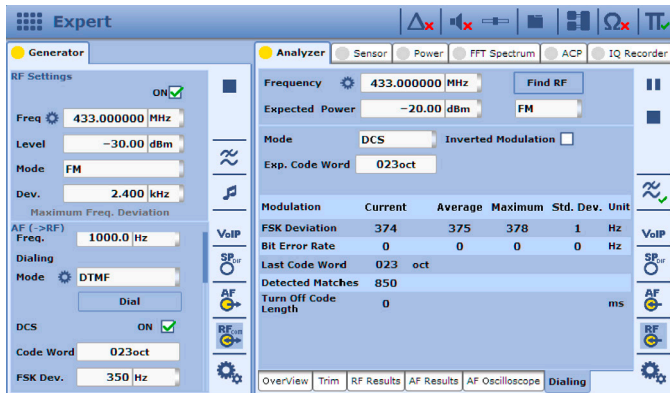 Expert
Generator
RF Settings
ON
Freq 433.000000 MHz
Level -30.00 dBm
Mode FM
Dev. 2.400 kHz
Maximum Freq. Deviation
AF (->RF)
Freq. 1000.0 Hz
Dialing
Mode DTMF
Dial
DCS ON
Code Word 023oct
FSK Dev. 350 Hz
VoIP
SP DIF
AF
RF com
Analyzer Sensor Power FFT Spectrum ACP IQ Recorder
Frequency 433.000000 MHz Find RF
Expected Power -20.00 dBm FM
Mode DCS Inverted Modulation
Exp. Code Word 023oct
Modulation Current Average Maximum Std. Dev. Unit
FSK Deviation 374 375 378 1 Hz
Bit Error Rate 0 0 0 0 Hz
Last Code Word 023 oct
Detected Matches 850
Turn Off Code
Length 0 ms
OverView Trim RF Results AF Results AF Oscilloscope Dialing
VoIP
SP DIF
AF
RF